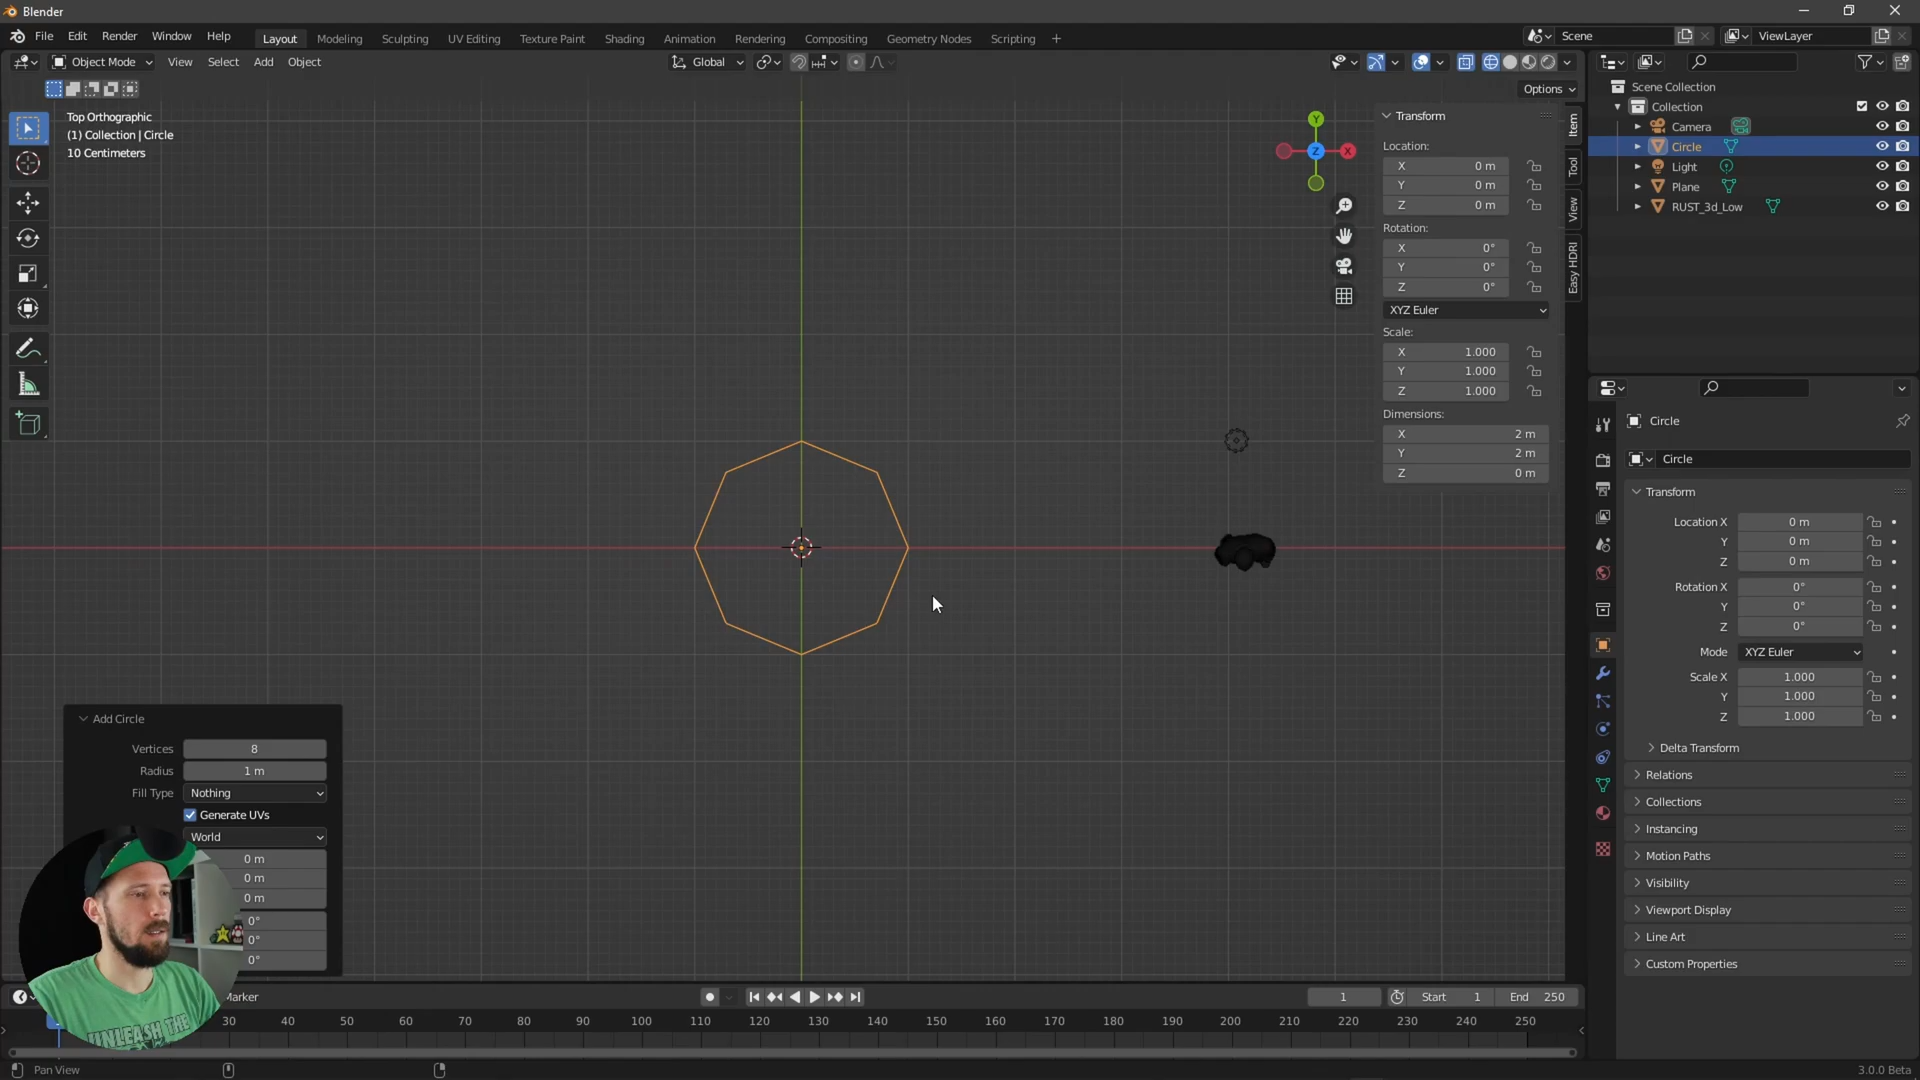 Blender
File Edit Render Window Help
Layout Modeling Sculpting UV Editing Texture Paint Shading Animation Rendering Compositing Geometry Nodes Scripting +
Scene
ViewLayer
Object Mode View Select Add Object
Global
Options
Top Orthographic
(1) Collection | Circle
10 Centimeters
Y
Z
X
Transform
Location:
X 0 m
Y 0 m
Z 0 m
Rotation:
X 0°
Y 0°
Z 0°
XYZ Euler
Scale:
X 1.000
Y 1.000
Z 1.000
Dimensions:
X 2 m
Y 2 m
Z 0 m
Item
Tool
View
Easy HDRI
Scene Collection
Collection
Camera
Circle
Light
Plane
RUST_3d_Low
Circle
Circle
Transform
Location X 0 m
Y 0 m
Z 0 m
Rotation X 0°
Y 0°
Z 0°
Mode XYZ Euler
Scale X 1.000
Y 1.000
Z 1.000
Delta Transform
Relations
Collections
Instancing
Motion Paths
Visibility
Viewport Display
Line Art
Custom Properties
Add Circle
Vertices 8
Radius 1 m
Fill Type Nothing
Generate UVs
World
0 m
0 m
0 m
0°
0°
0°
UNLEASH THE
Marker
1
Start 1
End 250
30 40 50 60 70 80 90 100 110 120 130 140 150 160 170 180 190 200 210 220 230 240 250
Pan View
3.0.0 Beta